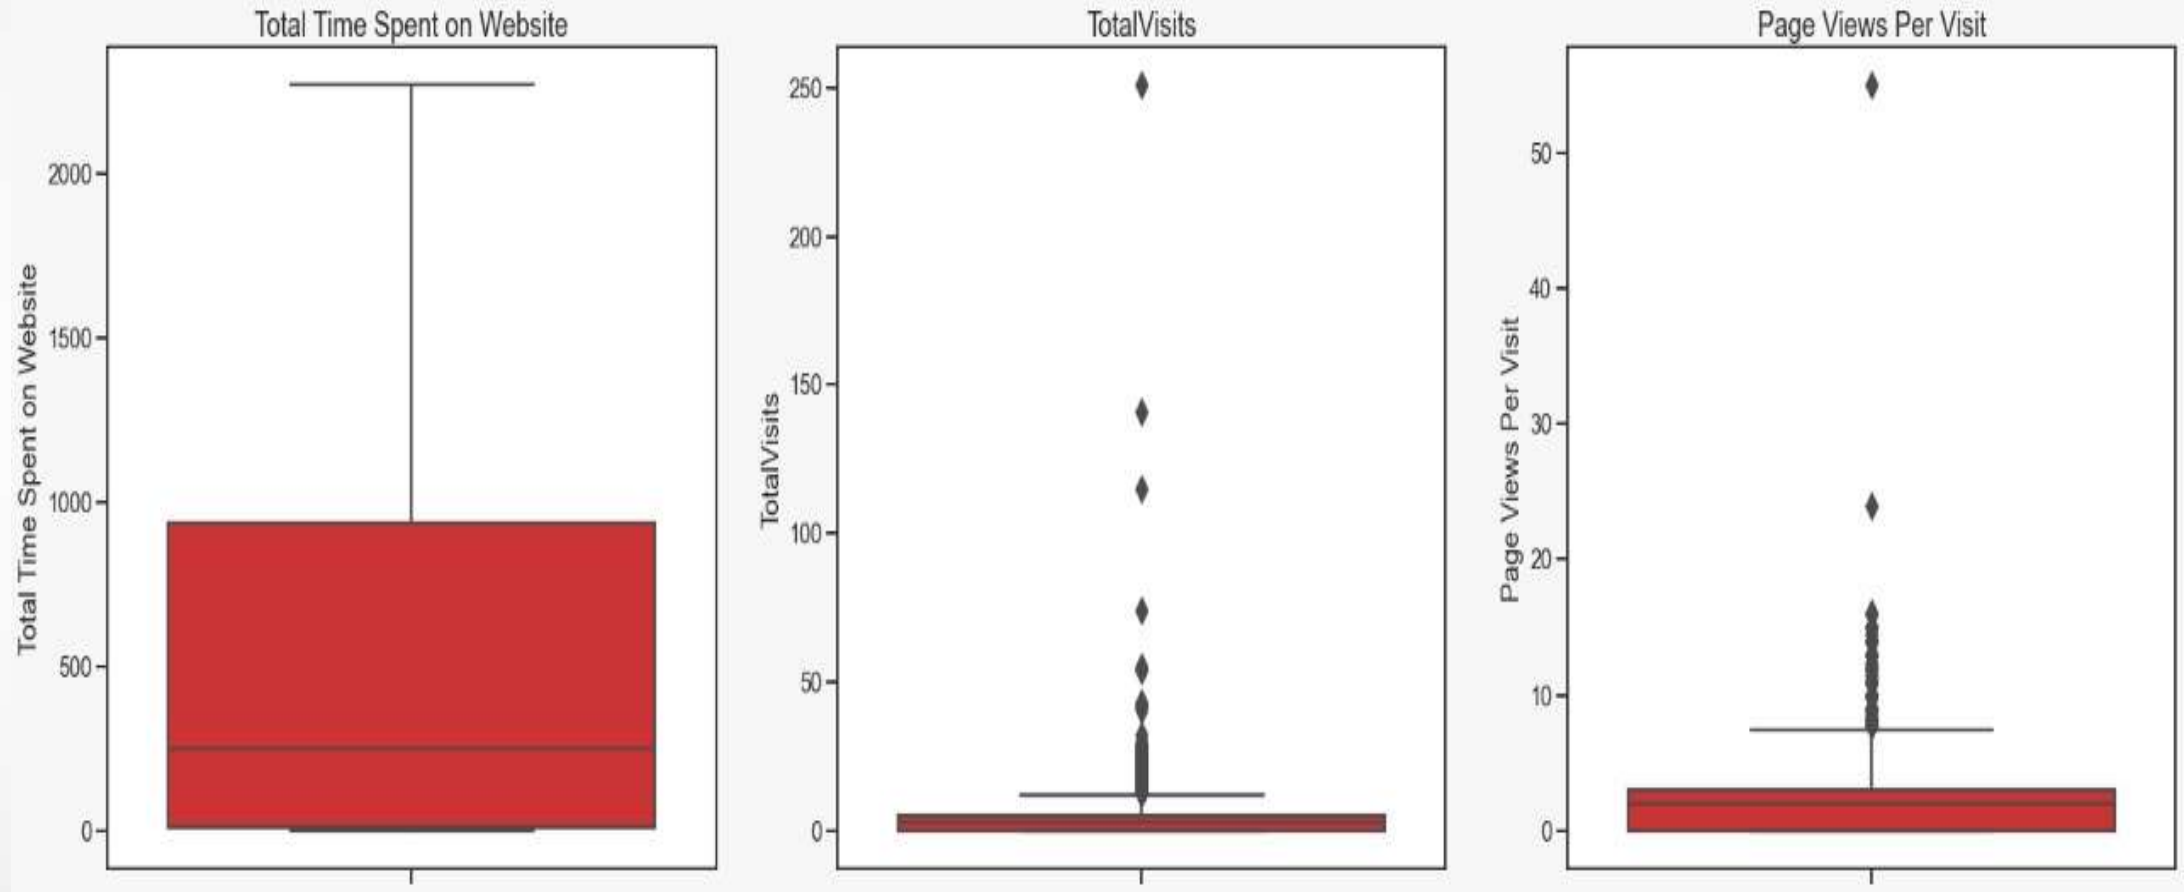 Total Time Spent on Website
Total Time Spent on Website
2000
1500
1000
500
0
TotalVisits
TotalVisits
250
200
150
100
50
0
Page Views Per Visit
Page Views Per Visit
50
40
30
20
10
0